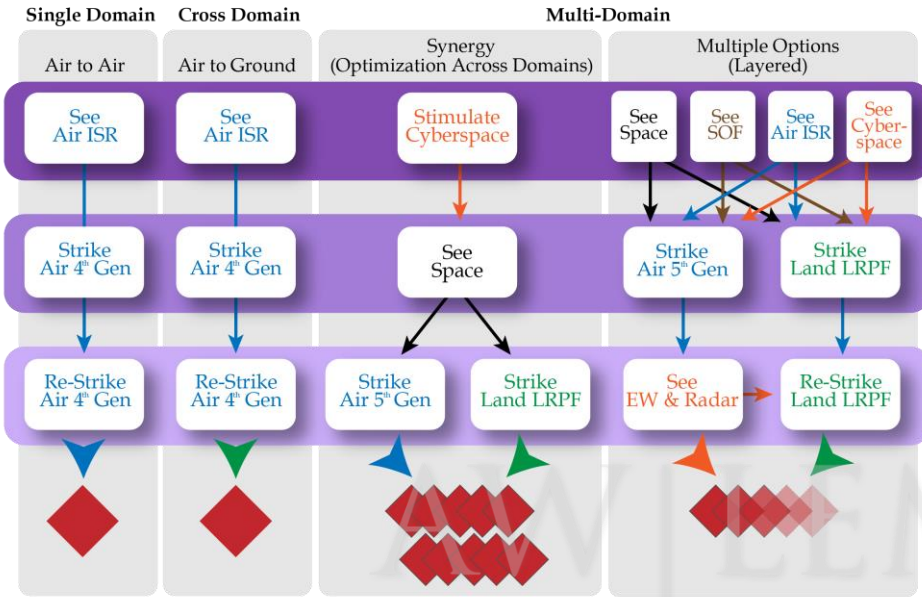 Single Domain
Cross Domain
Multi-Domain
Air to Air
Air to Ground
Synergy
(Optimization Across Domains)
Multiple Options
(Layered)
See
Air ISR
See
Air ISR
Stimulate
Cyberspace
See
Space
See
SOF
See
Air ISR
See
Cyber-
space
Strike
Air 4th Gen
Strike
Air 4th Gen
See
Space
Strike
Air 5th Gen
Strike
Land LRPF
Re-Strike
Air 4th Gen
Re-Strike
Air 4th Gen
Strike
Air 5th Gen
Strike
Land LRPF
See
EW & Radar
Re-Strike
Land LRPF